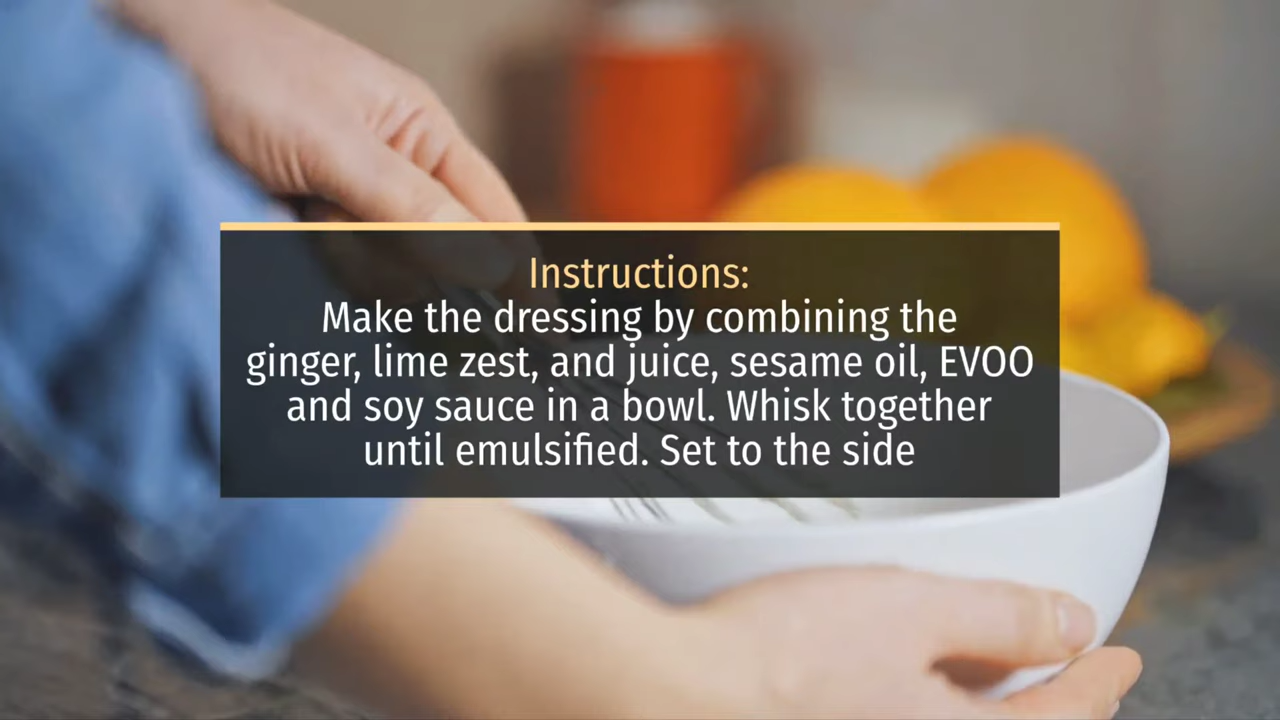 Instructions:
Make the dressing by combining the
ginger, lime zest, and juice, sesame oil, EVOO
and soy sauce in a bowl. Whisk together
until emulsified. Set to the side